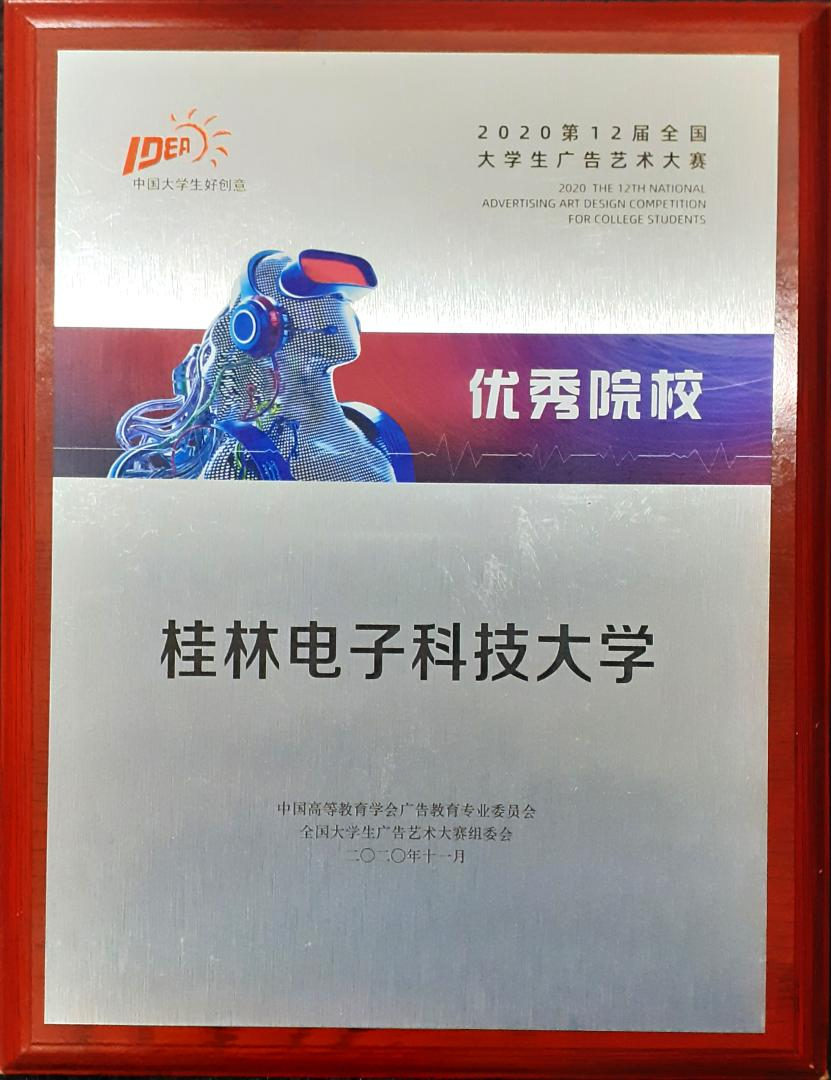 IDEA
中国大学生好创意
2020第12届全国
大学生广告艺术大赛
2020 THE 12TH NATIONAL
ADVERTISING ART DESIGN COMPETITION
FOR COLLEGE STUDENTS
优秀院校
桂林电子科技大学
中国高等教育学会广告教育专业委员会
全国大学生广告艺术大赛组委会
二〇二〇年十一月